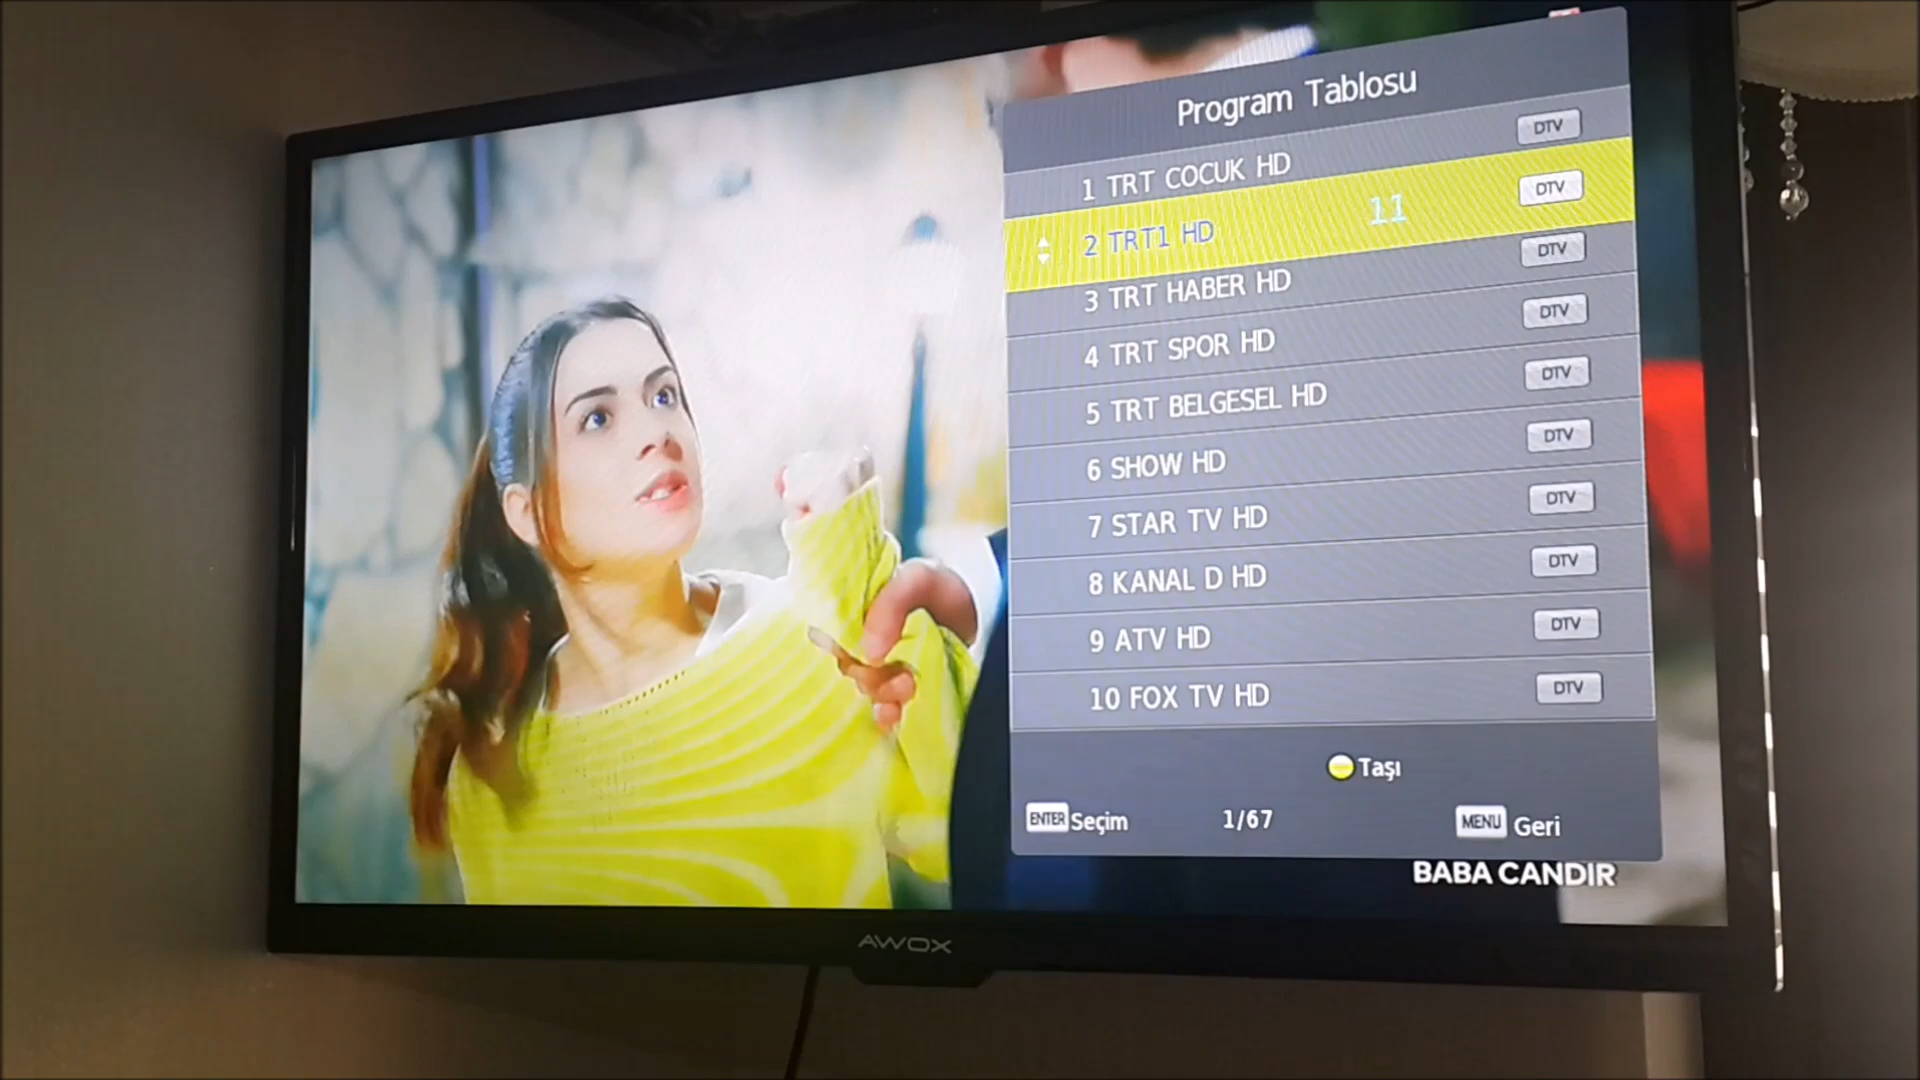 Program Tablosu
1 TRT COCUK HD DTV
2 TRT1 HD 11 DTV
3 TRT HABER HD DTV
4 TRT SPOR HD DTV
5 TRT BELGESEL HD DTV
6 SHOW HD DTV
7 STAR TV HD DTV
8 KANAL D HD DTV
9 ATV HD DTV
10 FOX TV HD DTV
Taşı
ENTER Seçim 1/67 MENU Geri
BABA CANDIR
AWOX